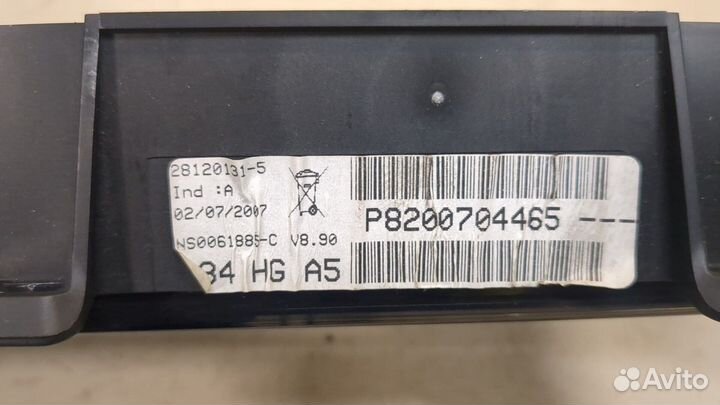 28120131-5
Ind :A
02/07/2007
NS0061885-C V8.90
34 HG A5
P8200704465 ---
Avito